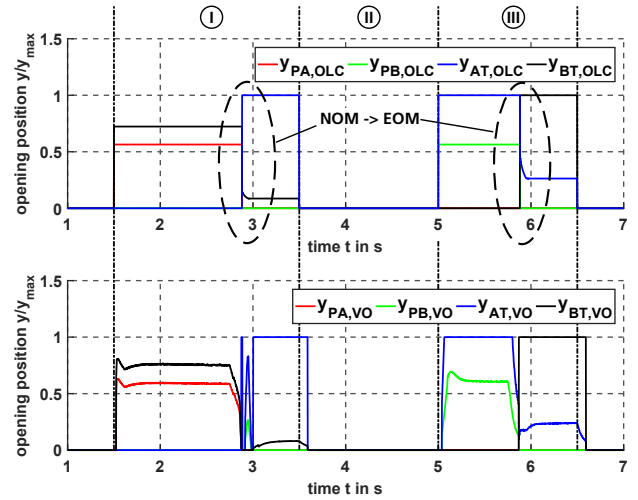 I II III
opening position y/y_max
1.5
1
0.5
0
y_PA,OLC y_PB,OLC y_AT,OLC y_BT,OLC
NOM -> EOM
1 2 3 4 5 6 7
time t in s
opening position y/y_max
1.5
1
0.5
0
y_PA,VO y_PB,VO y_AT,VO y_BT,VO
1 2 3 4 5 6 7
time t in s